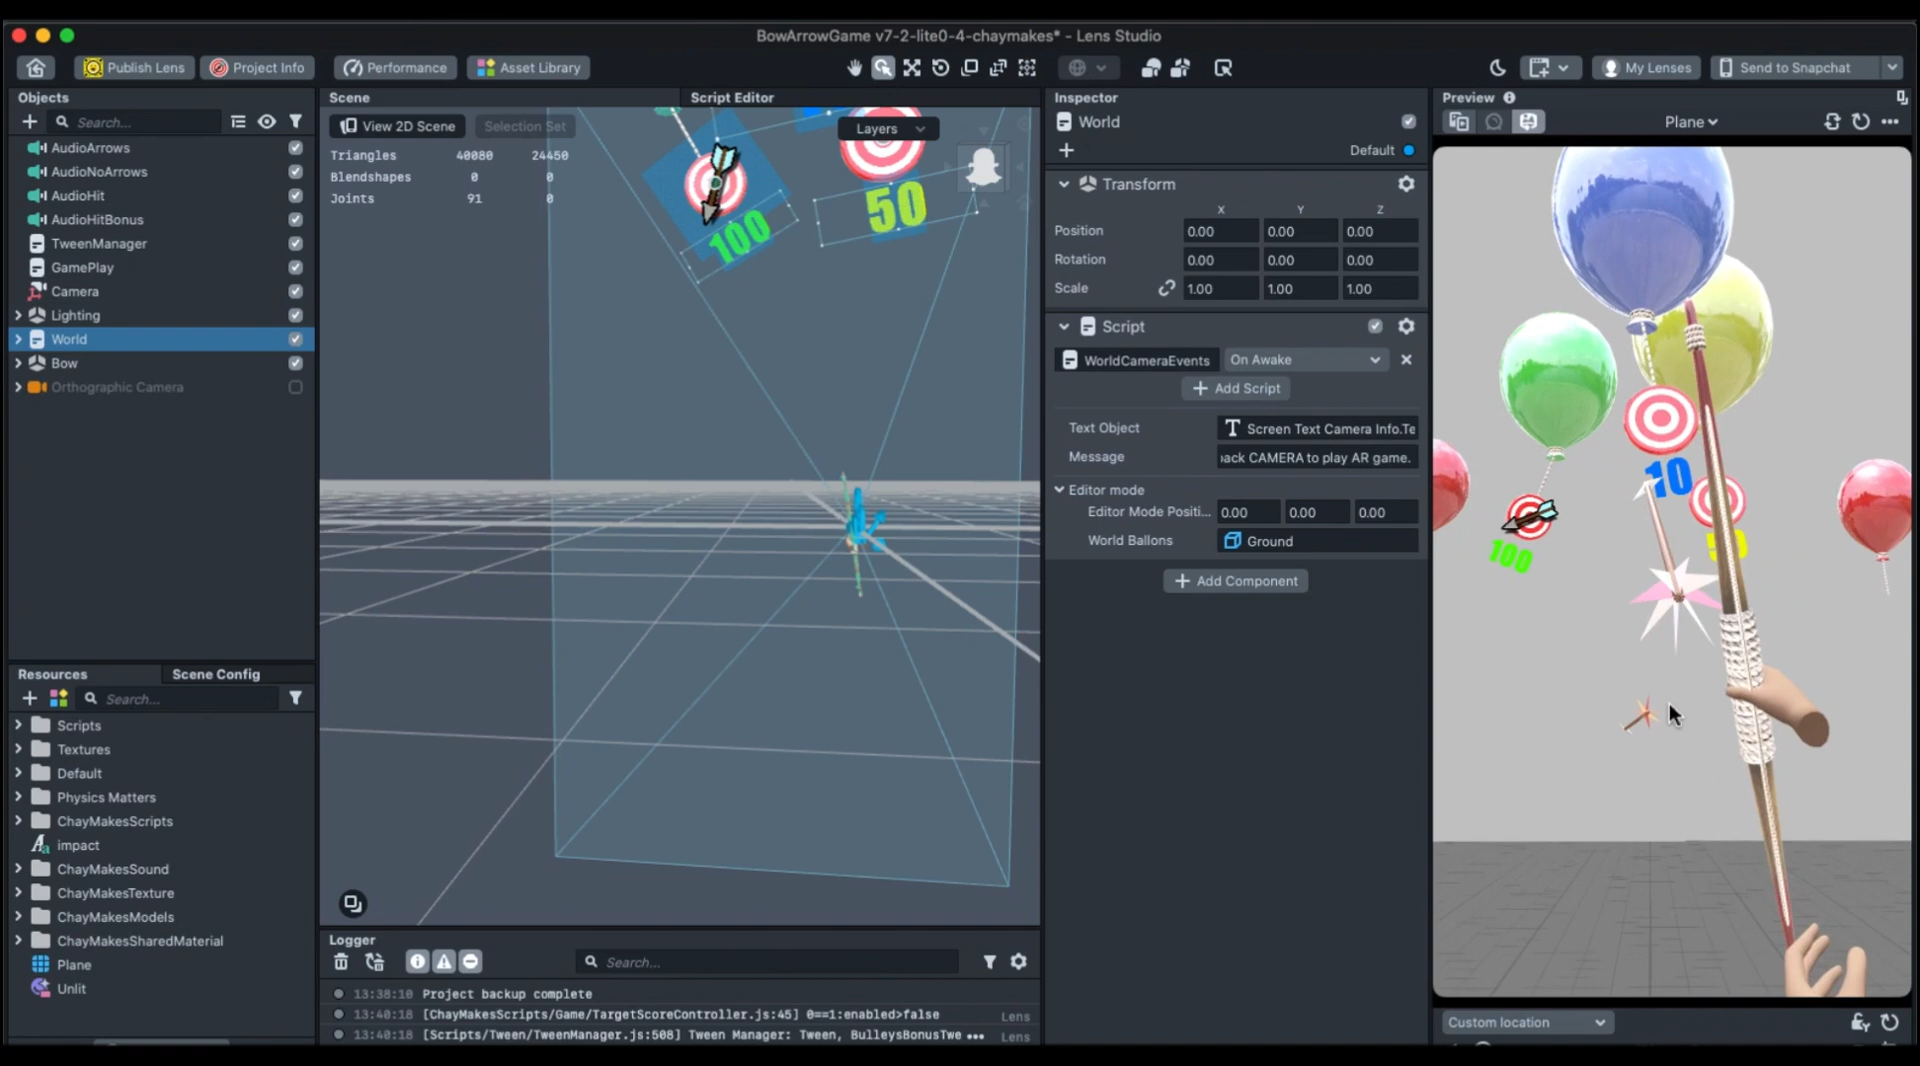 BowArrowGame v7-2-lite0-4-chaymakes* - Lens Studio
Publish Lens
Project Info
Performance
Asset Library
My Lenses
Send to Snapchat
Objects
Search...
AudioArrows
AudioNoArrows
AudioHit
AudioHitBonus
TweenManager
GamePlay
Camera
Lighting
World
Bow
Orthographic Camera
Resources
Scene Config
Search...
Scripts
Textures
Default
Physics Matters
ChayMakesScripts
impact
ChayMakesSound
ChayMakesTexture
ChayMakesModels
ChayMakesSharedMaterial
Plane
Unlit
Scene
Script Editor
View 2D Scene
Selection Set
Layers
Triangles 40080 24450
Blendshapes 0 0
Joints 91 0
100
50
Logger
Search...
13:38:10 Project backup complete
13:40:18 [ChayMakesScripts/Game/TargetScoreController.js:45] 0==1:enabled>false Lens
13:40:18 [Scripts/Tween/TweenManager.js:508] Tween Manager: Tween, BulleysBonusTwe ••• Lens
Inspector
World
Default
Transform
X Y Z
Position 0.00 0.00 0.00
Rotation 0.00 0.00 0.00
Scale 1.00 1.00 1.00
Script
WorldCameraEvents On Awake
+ Add Script
Text Object Screen Text Camera Info.Te
Message ack CAMERA to play AR game.
Editor mode
Editor Mode Positi... 0.00 0.00 0.00
World Ballons Ground
+ Add Component
Preview
Plane
10
100
Custom location